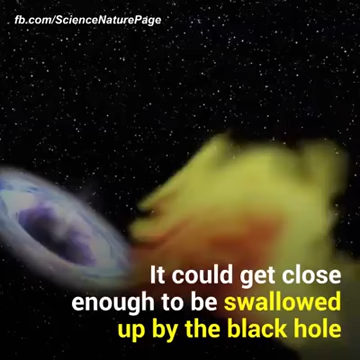 fb.com/ScienceNaturePage
It could get close
enough to be swallowed
up by the black hole